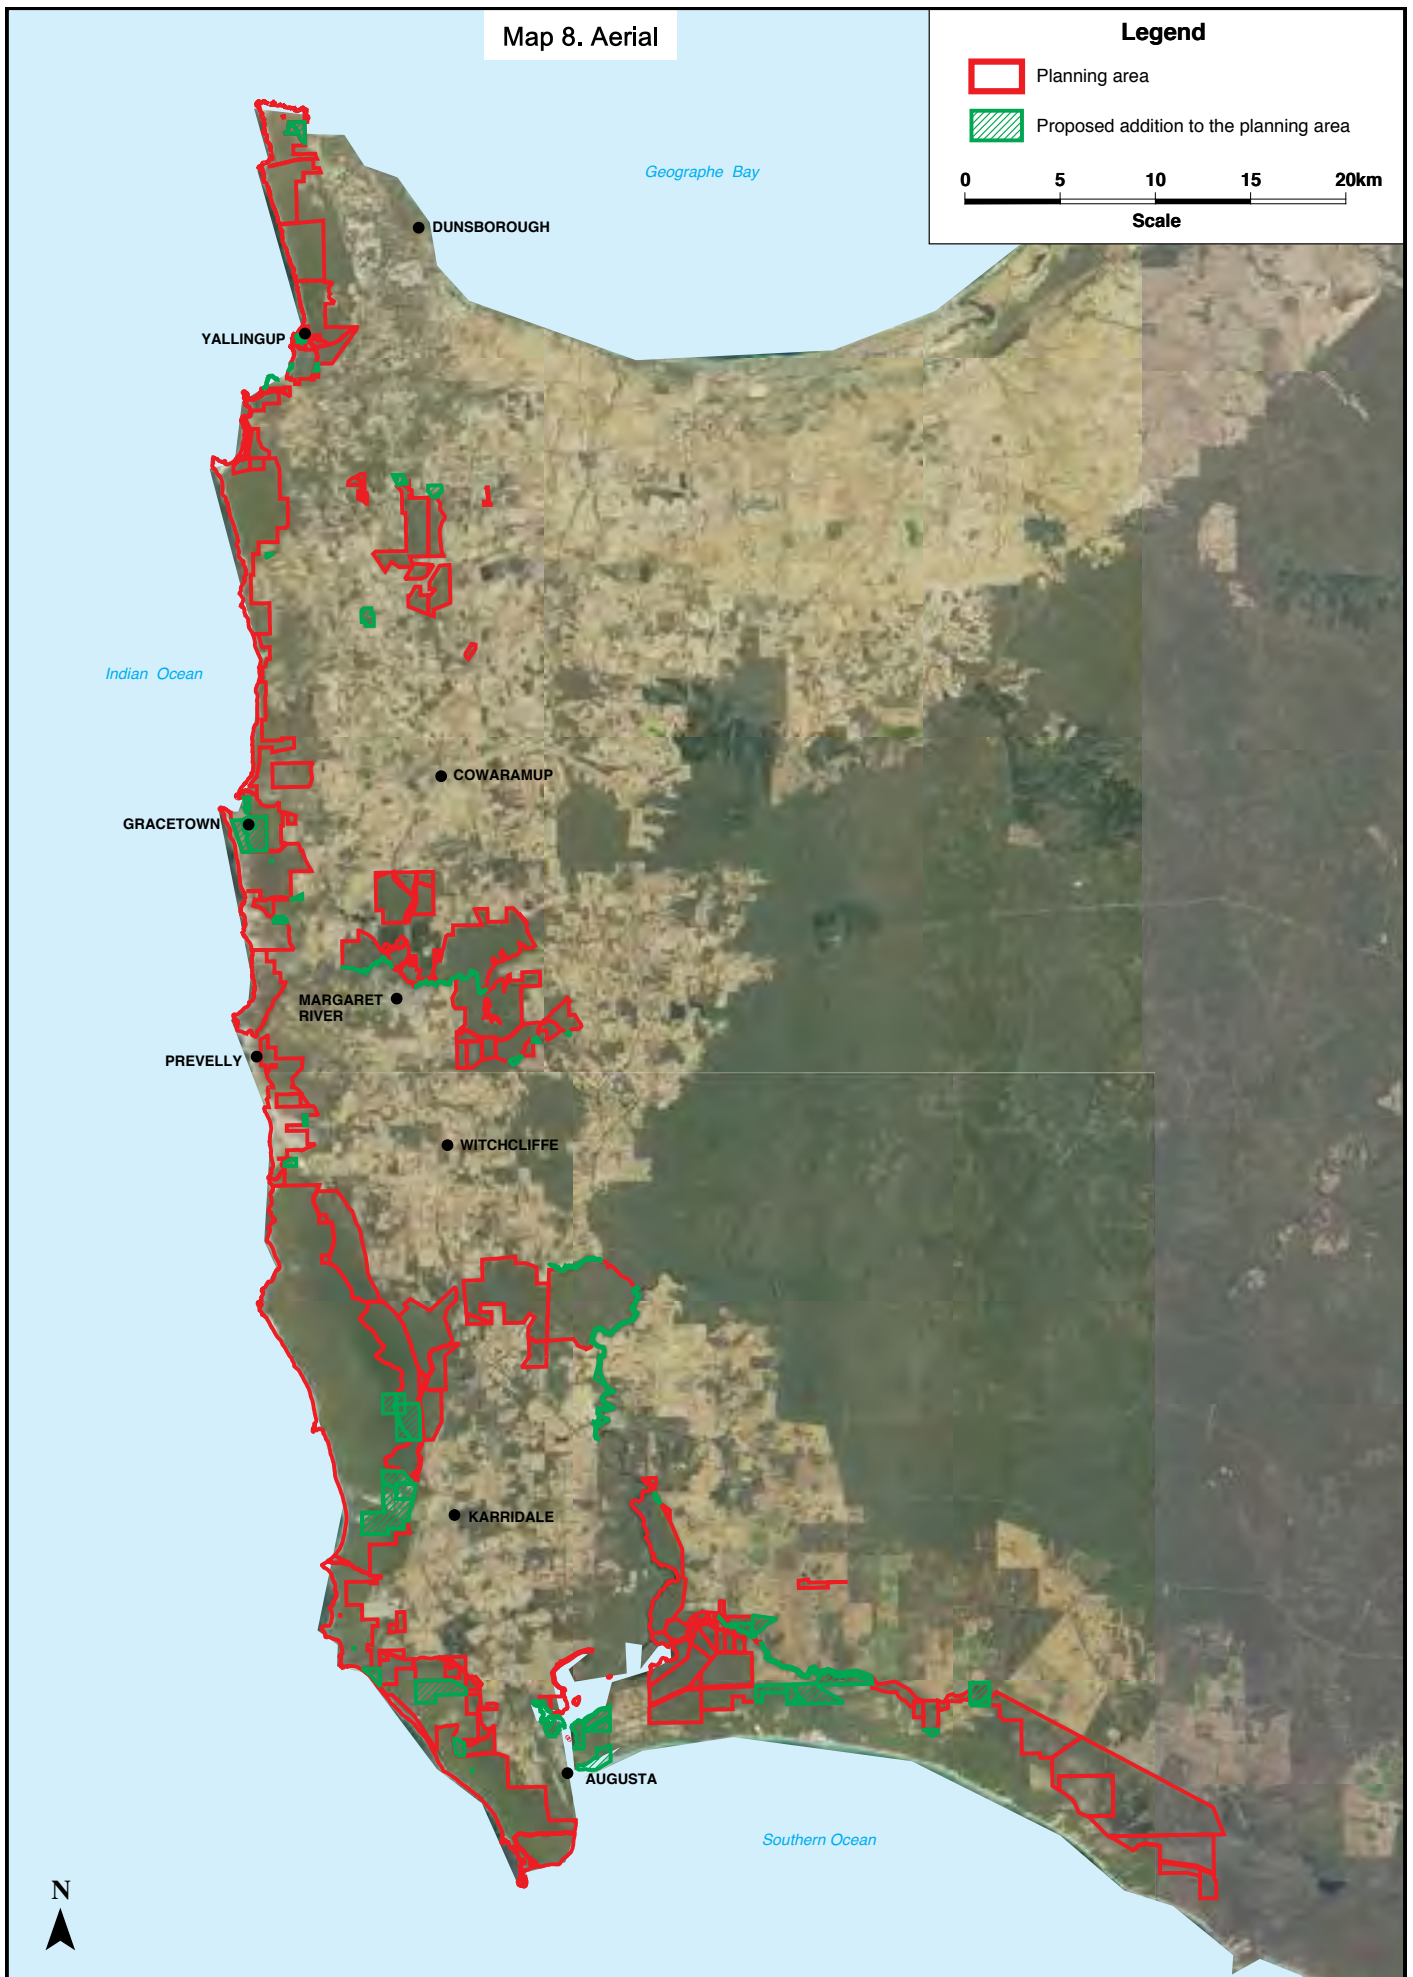 Map 8. Aerial
Legend
Planning area
Proposed addition to the planning area
0 5 10 15 20km
Scale
Geographe Bay
DUNSBOROUGH
YALLINGUP
Indian Ocean
COWARAMUP
GRACETOWN
MARGARET
RIVER
PREVELLY
WITCHCLIFFE
KARRIDALE
AUGUSTA
Southern Ocean
N